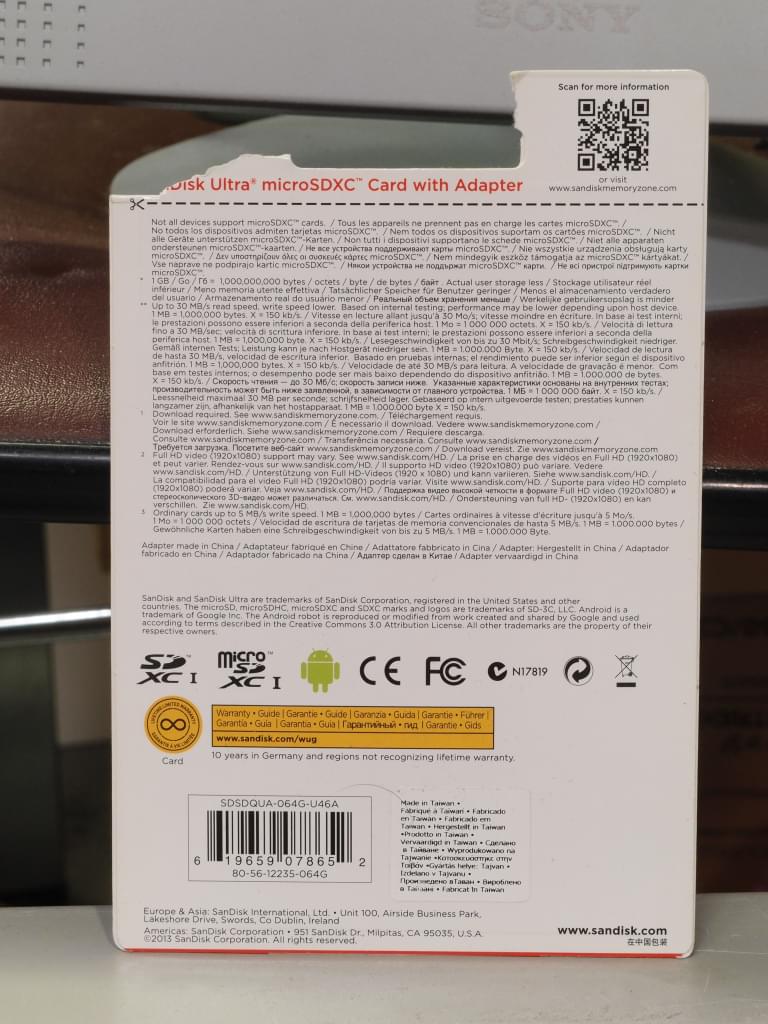 SONY
Scan for more information
or visit
www.sandiskmemoryzone.com
Disk Ultra® microSDXC™ Card with Adapter
Not all devices support microSDXC™ cards. / Tous les appareils ne prennent pas en charge les cartes microSDXC™. /
No todos los dispositivos admiten tarjetas microSDXC™. / Nem todos os dispositivos suportam os cartões microSDXC™. / Nicht
alle Geräte unterstützen microSDXC™-Karten. / Non tutti i dispositivi supportano le schede microSDXC™. / Niet alle apparaten
ondersteunen microSDXC™-kaarten. / Не все устройства поддерживают карты microSDXC™. / Nie wszystkie urządzenia obsługują karty
microSDXC™. / Δεν υποστηρίζουν όλες οι συσκευές κάρτες microSDXC™. / Nem mindegyik eszköz támogatja az microSDXC™ kártyákat. /
Vse naprave ne podpirajo kartic microSDXC™. / Някои устройства не поддържат microSDXC™ карти. / Не всі пристрої підтримують картки
microSDXC™.
* 1 GB / Go / Гб = 1,000,000,000 bytes / octets / byte / de bytes / байт . Actual user storage less / Stockage utilisateur réel
inférieur / Meno memoria utente effettiva / Tatsächlicher Speicher für Benutzer geringer / Menos el almacenamiento verdadero
del usuario / Armazenamento real do usuário menor / Реальный объем хранения меньше / Werkelijke gebruikersopslag is minder
** Up to 30 MB/s read speed, write speed lower. Based on internal testing; performance may be lower depending upon host device.
1 MB = 1,000,000 bytes. X = 150 kb/s. / Vitesse en lecture allant jusqu'à 30 Mo/s; vitesse moindre en écriture. In base ai test interni;
le prestazioni possono essere inferiori a seconda della periferica host. 1 Mo = 1 000 000 octets. X = 150 kb/s. / Velocità di lettura
fino a 30 MB/sec; velocità di scrittura inferiore. In base ai test interni; le prestazioni possono essere inferiori a seconda della
periferica host. 1 MB = 1,000,000 byte. X = 150 kb/s. / Lesegeschwindigkeit von bis zu 30 Mbit/s; Schreibgeschwindigkeit niedriger.
Gemäß internen Tests; Leistung kann je nach Hostgerät niedriger sein. 1 MB = 1.000.000 Byte. X = 150 kb/s. / Velocidad de lectura
de hasta 30 MB/s, velocidad de escritura inferior. Basado en pruebas internas; el rendimiento puede ser inferior según el dispositivo
anfitrión. 1 MB = 1.000.000 bytes. X = 150 kb/s. / Velocidade de até 30 MB/s para leitura. A velocidade de gravação é menor. Com
base em testes internos; o desempenho pode ser mais baixo dependendo do dispositivo anfitrião. 1 MB = 1.000.000 de bytes.
X = 150 kb/s. / Скорость чтения — до 30 Мб/с; скорость записи ниже. Указанные характеристики основаны на внутренних тестах;
производительность может быть ниже заявленной, в зависимости от главного устройства. 1 МБ = 1 000 000 байт. X = 150 kb/s. /
Leessnelheid maximaal 30 MB per seconde; schrijfsnelheid lager. Gebaseerd op intern uitgevoerde testen; prestaties kunnen
langzamer zijn, afhankelijk van het hostapparaat. 1 MB = 1.000.000 byte X = 150 kb/s.
1 Download required. See www.sandiskmemoryzone.com. / Téléchargement requis.
Voir le site www.sandiskmemoryzone.com / È necessario il download. Vedere www.sandiskmemoryzone.com /
Download erforderlich. Siehe www.sandiskmemoryzone.com / Requiere descarga.
Consulte www.sandiskmemoryzone.com / Transferência necessária. Consulte www.sandiskmemoryzone.com /
Требуется загрузка. Посетите веб-сайт www.sandiskmemoryzone.com / Download vereist. Zie www.sandiskmemoryzone.com
2 Full HD video (1920x1080) support may vary. See www.sandisk.com/HD. / La prise en charge des vidéos en Full HD (1920x1080)
et peut varier. Rendez-vous sur www.sandisk.com/HD. / Il supporto HD video (1920x1080) può variare. Vedere
www.sandisk.com/HD. / Unterstützung von Full HD-Videos (1920 x 1080) und kann variieren. Siehe www.sandisk.com/HD. /
La compatibilidad para el video Full HD (1920x1080) podría variar. Visite www.sandisk.com/HD. / Suporte para video HD completo
(1920x1080) poderá variar. Veja www.sandisk.com/HD. / Поддержка видео высокой четкости в формате Full HD (1920x1080) и
стереоскопического 3D-видео может различаться. См. www.sandisk.com/HD. / Ondersteuning van full HD- (1920x1080) en kan
verschillen. Zie www.sandisk.com/HD.
3 Ordinary cards up to 5 MB/s write speed. 1 MB = 1,000,000 bytes / Cartes ordinaires à vitesse d'écriture jusqu'à 5 Mo/s.
1 Mo = 1 000 000 octets / Velocidad de escritura de tarjetas de memoria convencionales de hasta 5 MB/s. 1 MB = 1.000.000 bytes /
Gewöhnliche Karten haben eine Schreibgeschwindigkeit von bis zu 5 MB/s. 1 MB = 1.000.000 Byte.
Adapter made in China / Adaptateur fabriqué en Chine / Adattatore fabbricato in Cina / Adapter: Hergestellt in China / Adaptador
fabricado en China / Adaptador fabricado na China / Адаптер сделан в Китае / Adapter vervaardigd in China
SanDisk and SanDisk Ultra are trademarks of SanDisk Corporation, registered in the United States and other
countries. The microSD, microSDHC, microSDXC and SDXC marks and logos are trademarks of SD-3C, LLC. Android is a
trademark of Google Inc. The Android robot is reproduced or modified from work created and shared by Google and used
according to terms described in the Creative Commons 3.0 Attribution License. All other trademarks are the property of their
respective owners.
SD XC I micro SD XC I CE FC N17819
LIFETIME LIMITED WARRANTY
GARANTIE À VIE LIMITÉE
Card
Warranty • Guide | Garantie • Guide | Garanzia • Guida | Garantie • Führer |
Garantía • Guía | Garantia • Guia | Гарантийный • гид | Garantie • Gids
www.sandisk.com/wug
10 years in Germany and regions not recognizing lifetime warranty.
SDSDQUA-064G-U46A
6 19659 07865 2
80-56-12235-064G
Made in Taiwan •
Fabriqué à Taiwan • Fabricado
en Taiwán • Fabricado em
Taiwan • Hergestellt in Taiwan
•Prodotto in Taiwan •
Vervaardigd in Taiwan • Сделано
в Тайване • Wyprodukowano na
Tajwanie •Κατασκευάστηκε στην
Ταϊβάν •Gyártás helye: Tajvan •
Izdelano v Tajvanu •
Произведено вТаван • Вироблено
в Тайвані • Fabricat în Taiwan
Europe & Asia: SanDisk International, Ltd. • Unit 100, Airside Business Park,
Lakeshore Drive, Swords, Co Dublin, Ireland
Americas: SanDisk Corporation • 951 SanDisk Dr., Milpitas, CA 95035, U.S.A.
©2013 SanDisk Corporation. All rights reserved.
www.sandisk.com
在中国包装